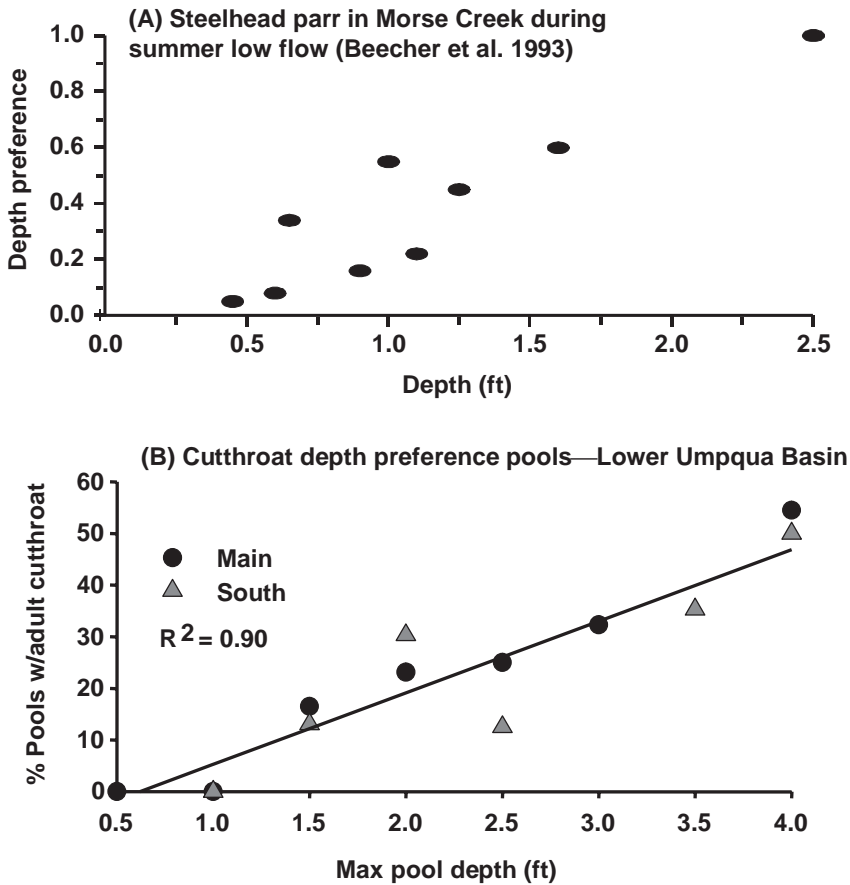 (A) Steelhead parr in Morse Creek during
summer low flow (Beecher et al. 1993)
Depth preference
1.0
0.8
0.6
0.4
0.2
0.0
0.0 0.5 1.0 1.5 2.0 2.5
Depth (ft)
(B) Cutthroat depth preference pools—Lower Umpqua Basin
% Pools w/adult cutthroat
60
50
40
30
20
10
0
Main
South
R² = 0.90
0.5 1.0 1.5 2.0 2.5 3.0 3.5 4.0
Max pool depth (ft)